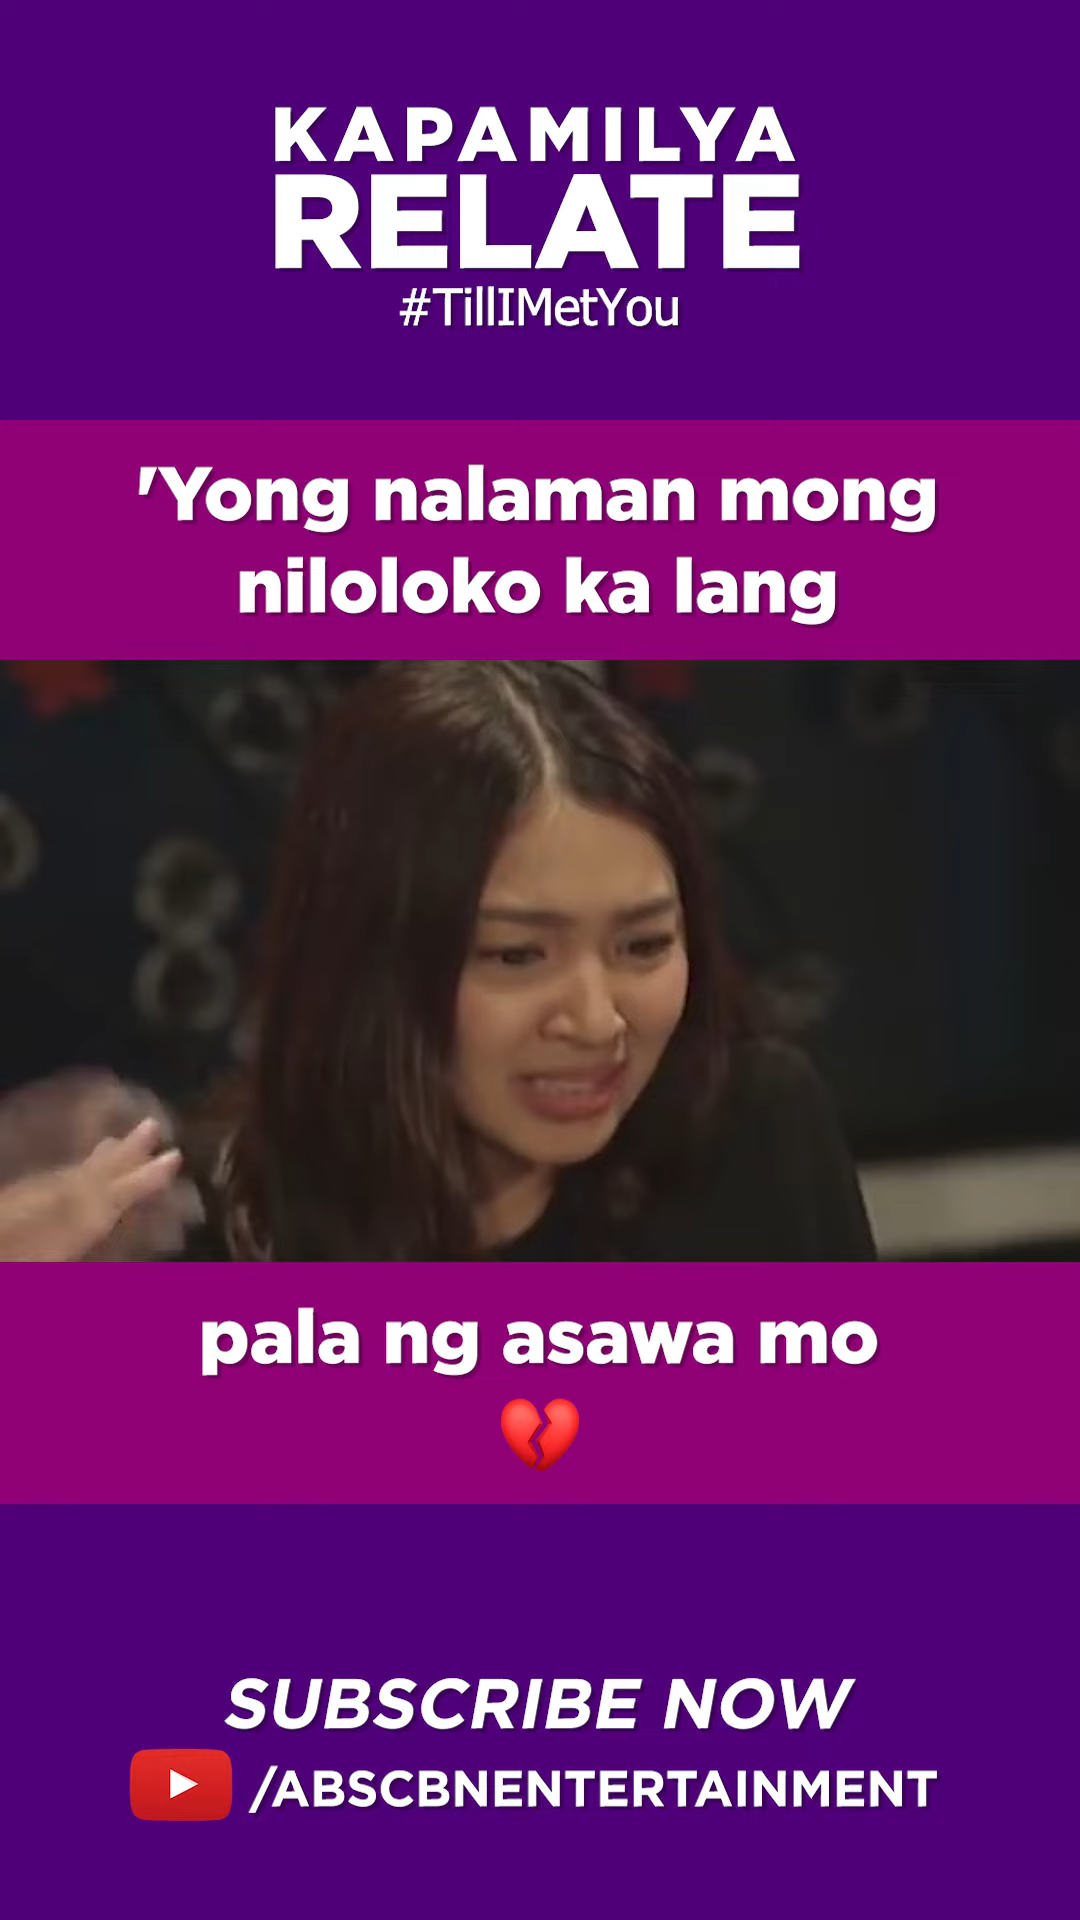 KAPAMILYA
RELATE
#TillIMetYou
'Yong nalaman mong
niloloko ka lang
pala ng asawa mo
SUBSCRIBE NOW
/ABSCBNENTERTAINMENT